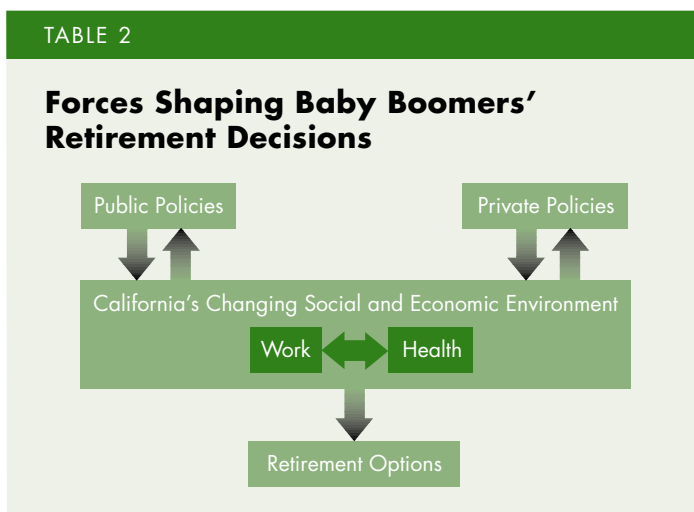 TABLE 2
Forces Shaping Baby Boomers’
Retirement Decisions
Public Policies
Private Policies
California’s Changing Social and Economic Environment
Work
Health
Retirement Options